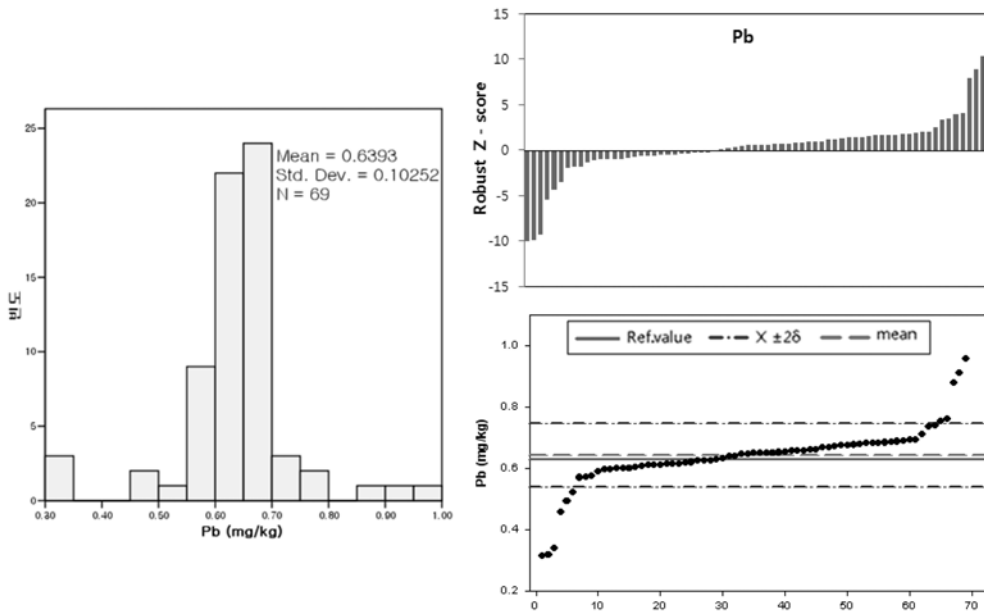 25
20
15
10
5
0
빈도
Mean = 0.6393
Std. Dev. = 0.10252
N = 69
0.30 0.40 0.50 0.60 0.70 0.80 0.90 1.00
Pb (mg/kg)
Pb
15
10
5
0
-5
-10
-15
Robust Z - score
Ref.value X ±2δ mean
1.0
0.8
0.6
0.4
0.2
Pb (mg/kg)
0 10 20 30 40 50 60 70